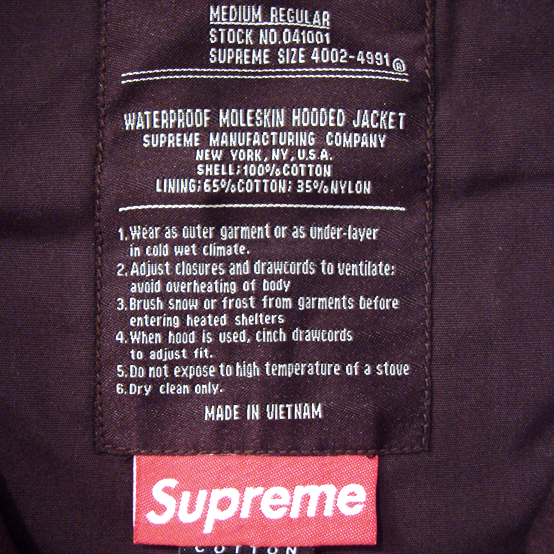 MEDIUM REGULAR
STOCK NO.041001
SUPREME SIZE 4002-4991®
WATERPROOF MOLESKIN HOODED JACKET
SUPREME MANUFACTURING COMPANY
NEW YORK, NY, U.S.A.
SHELL; 100%COTTON
LINING; 65%COTTON; 35%NYLON
1. Wear as outer garment or as under-layer
in cold wet climate.
2. Adjust closures and drawcords to ventilate;
avoid overheating of body
3. Brush snow or frost from garments before
entering heated shelters
4. When hood is used, cinch drawcords
to adjust fit.
5. Do not expose to high temperature of a stove
6. Dry clean only.
MADE IN VIETNAM
Supreme
COTTON